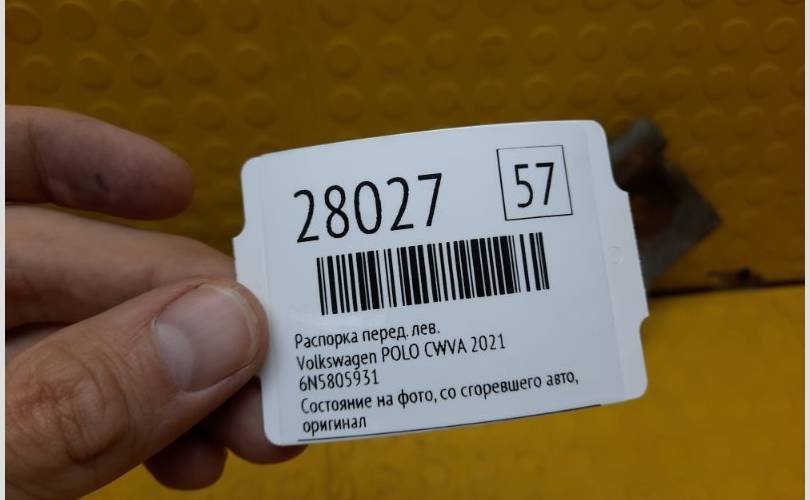 28027
57
Распорка перед. лев.
Volkswagen POLO CWVA 2021
6N5805931
Состояние на фото, со сгоревшего авто,
оригинал